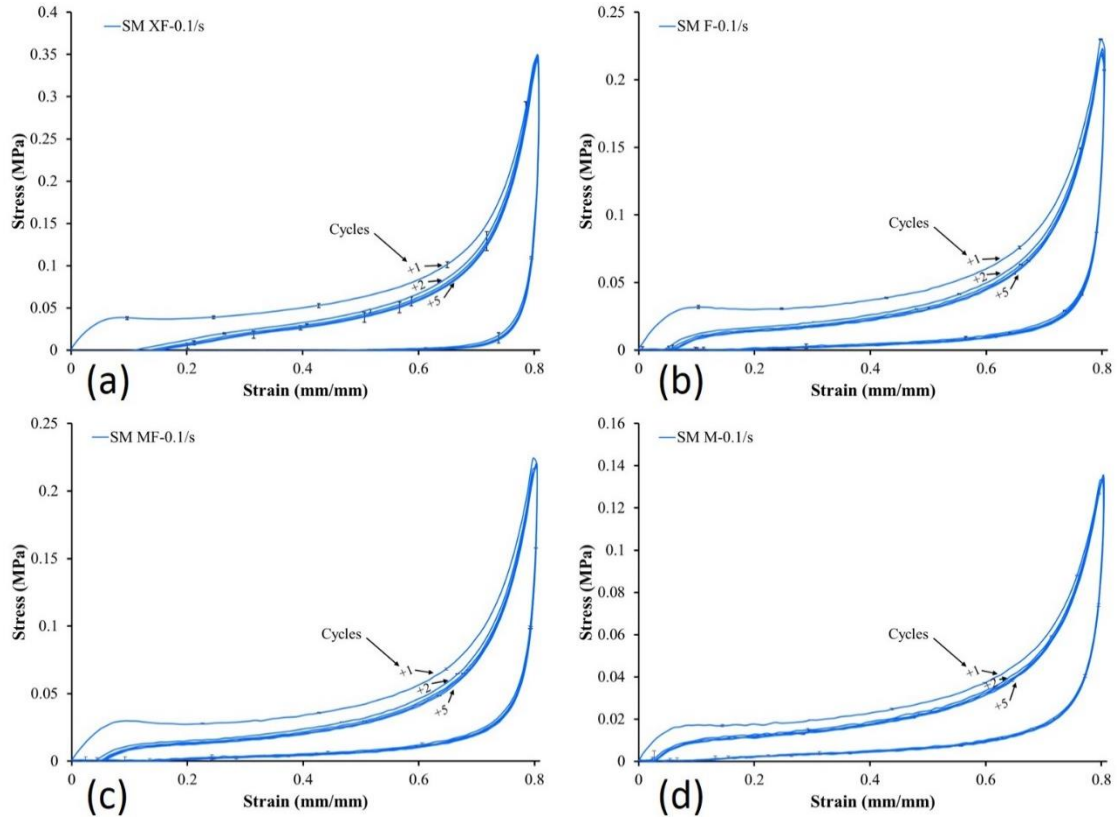 SM XF-0.1/s
0.4
0.35
0.3
0.25
0.2
0.15
0.1
0.05
0
Stress (MPa)
Cycles
+1
+2
+5
0 0.2 0.4 0.6 0.8
Strain (mm/mm)
(a)
SM F-0.1/s
0.25
0.2
0.15
0.1
0.05
0
Stress (MPa)
Cycles
+1
+2
+5
0 0.2 0.4 0.6 0.8
Strain (mm/mm)
(b)
SM MF-0.1/s
0.25
0.2
0.15
0.1
0.05
0
Stress (MPa)
Cycles
+1
+2
+5
0 0.2 0.4 0.6 0.8
Strain (mm/mm)
(c)
SM M-0.1/s
0.16
0.14
0.12
0.1
0.08
0.06
0.04
0.02
0
Stress (MPa)
Cycles
+1
+2
+5
0 0.2 0.4 0.6 0.8
Strain (mm/mm)
(d)